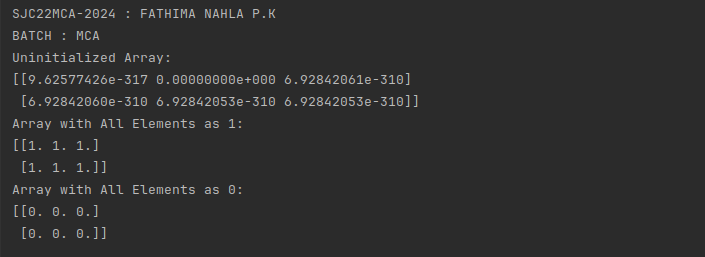 SJC22MCA-2024 : FATHIMA NAHLA P.K
BATCH : MCA
Uninitialized Array:
[[9.62577426e-317 0.00000000e+000 6.92842061e-310]
 [6.92842060e-310 6.92842053e-310 6.92842053e-310]]
Array with All Elements as 1:
[[1. 1. 1.]
 [1. 1. 1.]]
Array with All Elements as 0:
[[0. 0. 0.]
 [0. 0. 0.]]